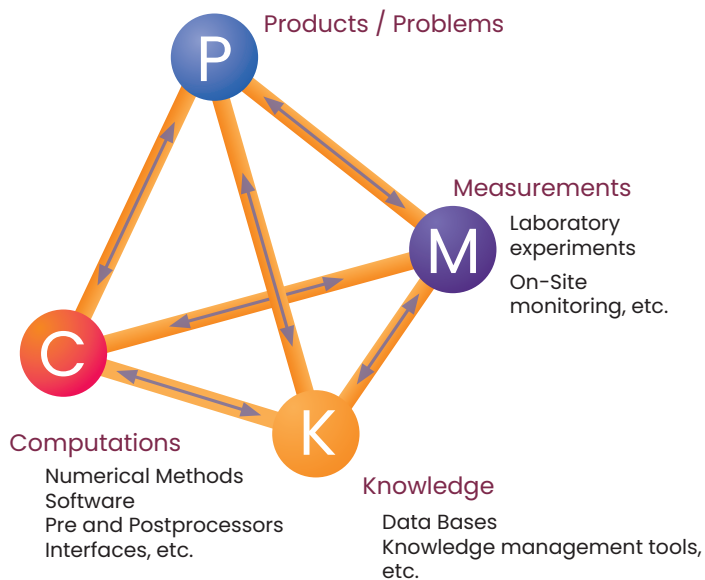 Products / Problems
P
Measurements
M
Laboratory
experiments
On-Site
monitoring, etc.
C
K
Computations
Numerical Methods
Software
Pre and Postprocessors
Interfaces, etc.
Knowledge
Data Bases
Knowledge management tools,
etc.